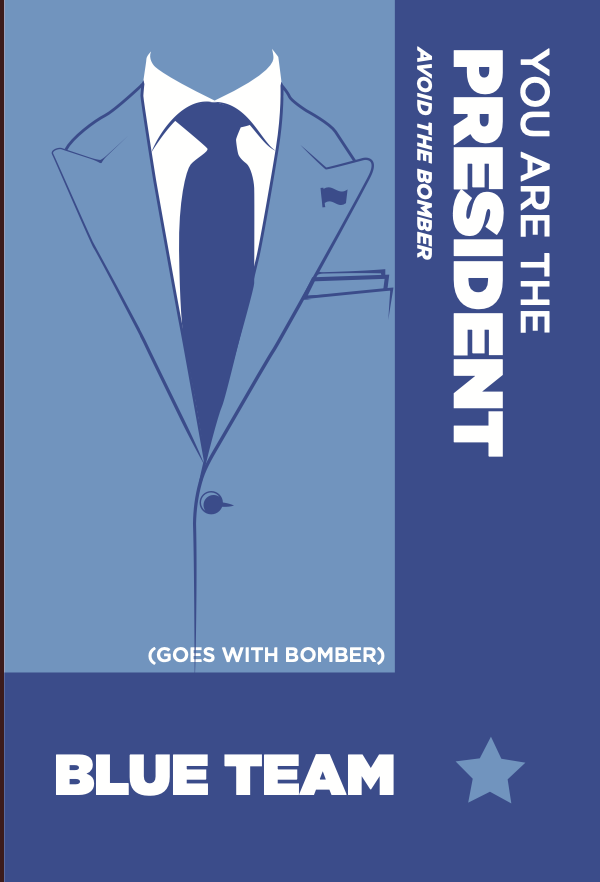 YOU ARE THE
PRESIDENT
AVOID THE BOMBER
(GOES WITH BOMBER)
BLUE TEAM